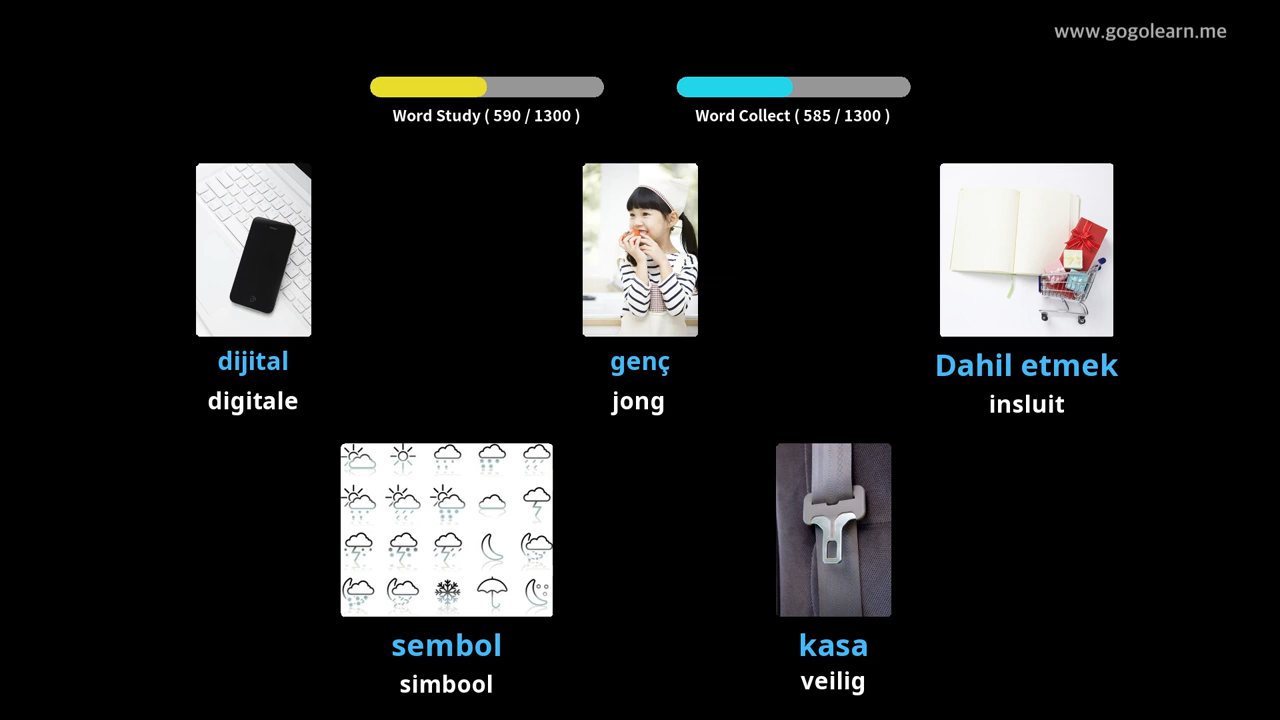 www.gogolearn.me
Word Study ( 590 / 1300 )
Word Collect ( 585 / 1300 )
dijital
digitale
genç
jong
Dahil etmek
insluit
sembol
simbool
kasa
veilig